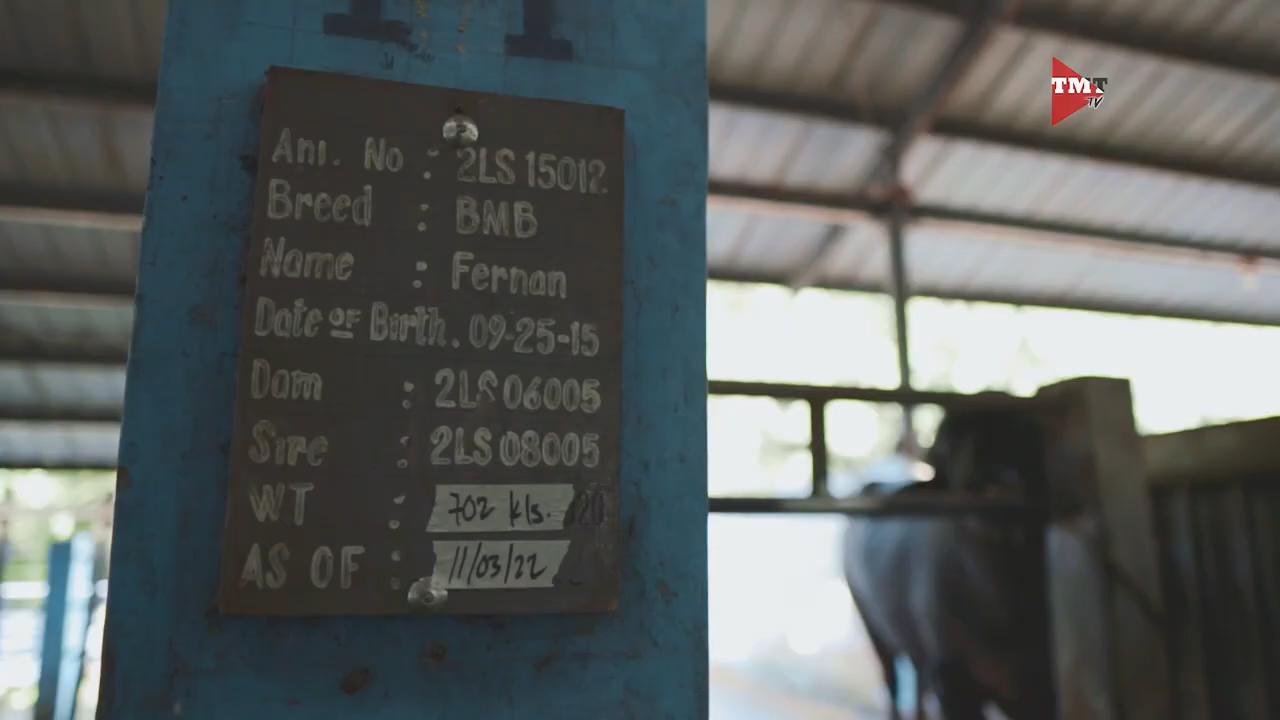 TMT
TV
Ani. No : 2LS 15012
Breed : BMB
Name : Fernan
Date OF Birth. 09-25-15
Dam : 2LS 06005
Sire : 2LS 08005
WT : 702 kls.
AS OF : 11/03/22